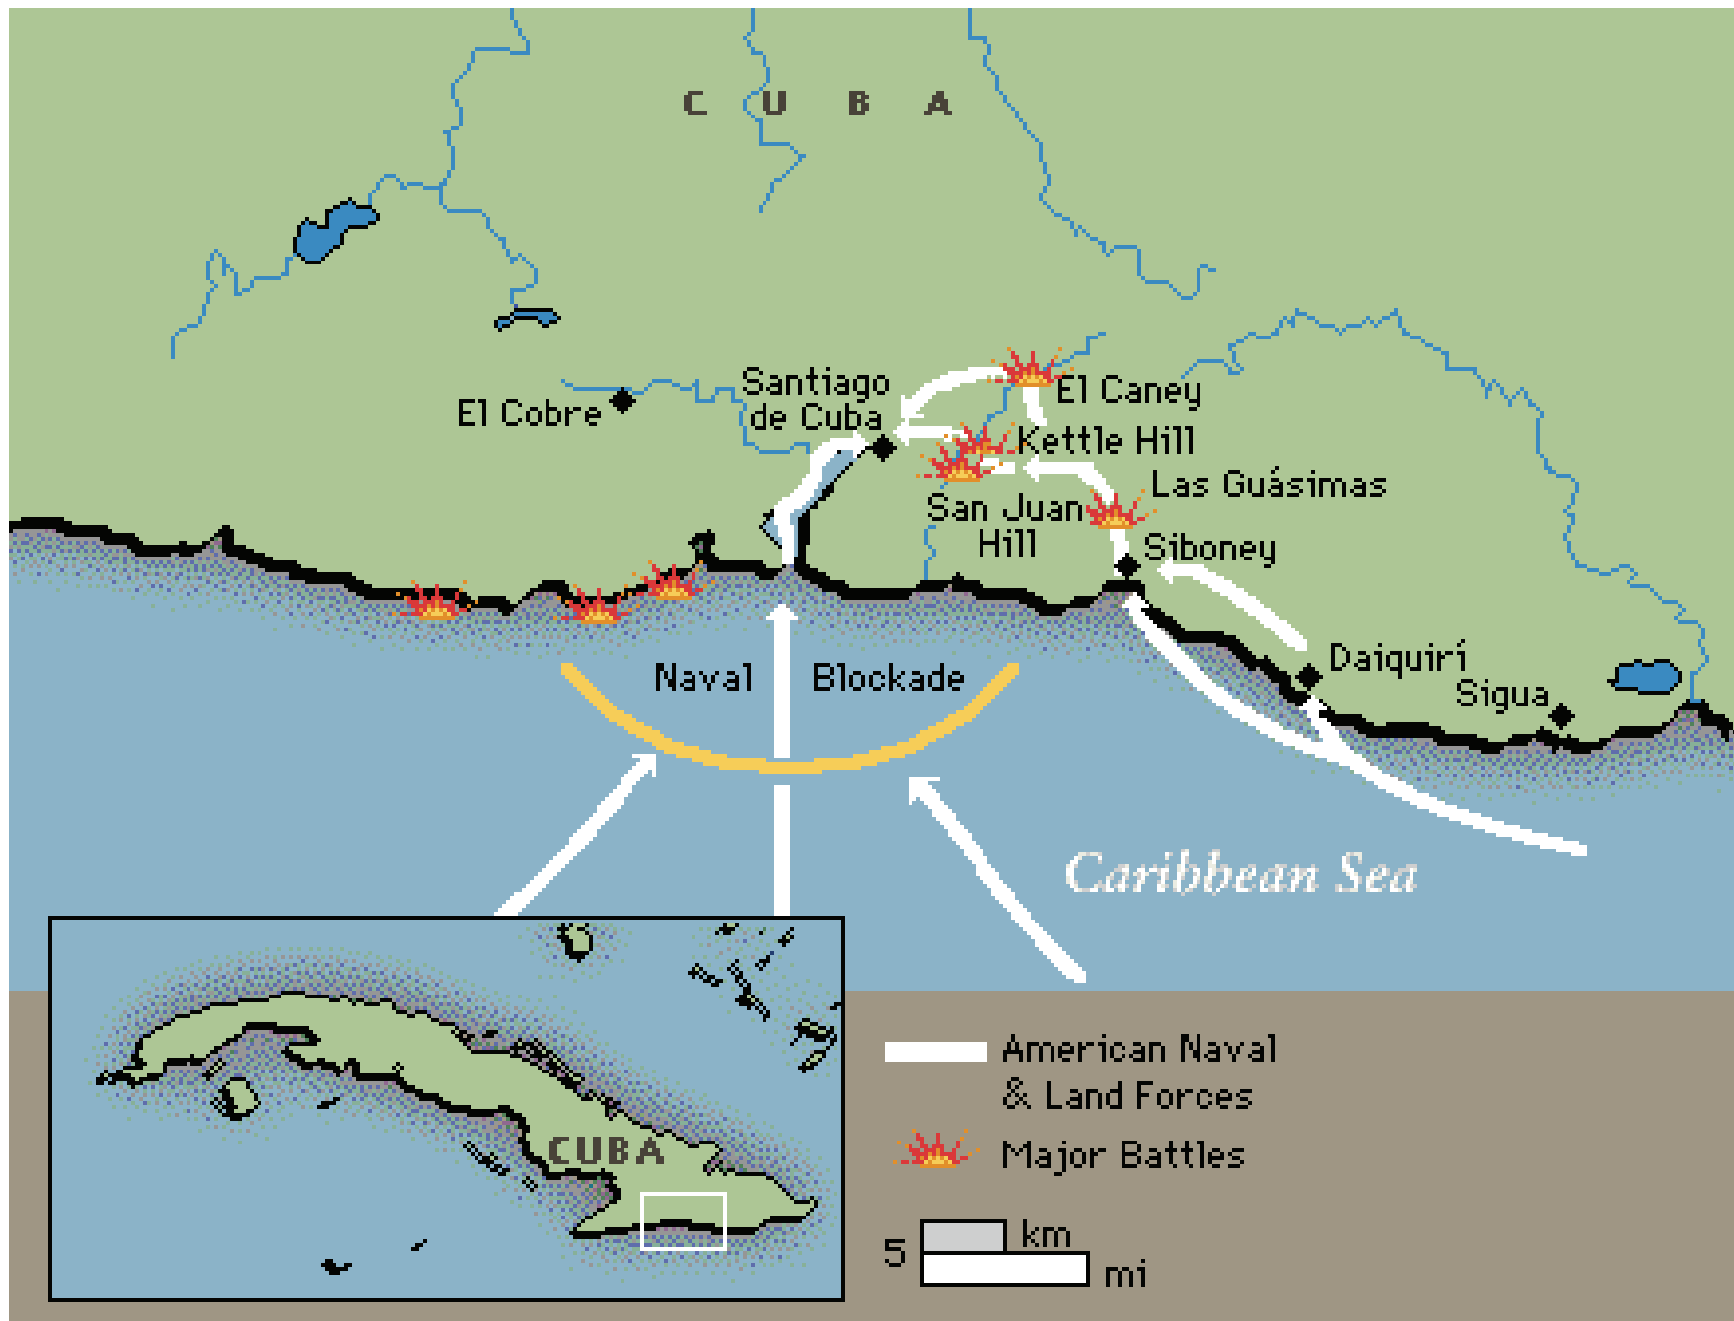 CUBA
Santiago
de Cuba
El Cobre
El Caney
Kettle Hill
Las Guásimas
San Juan
Hill
Siboney
Naval Blockade
Daiquirí
Sigua
Caribbean Sea
CUBA
American Naval
& Land Forces
Major Battles
5 km
mi